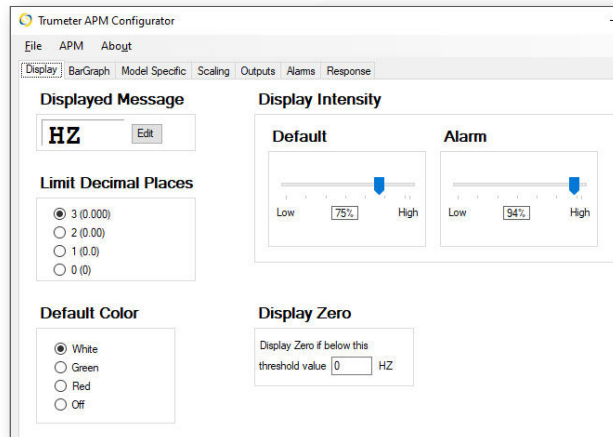 Trumeter APM Configurator
File APM About
Display BarGraph Model Specific Scaling Outputs Alarms Response
Displayed Message
HZ Edit
Limit Decimal Places
3 (0.000)
2 (0.00)
1 (0.0)
0 (0)
Default Color
White
Green
Red
Off
Display Intensity
Default
Low 75% High
Alarm
Low 94% High
Display Zero
Display Zero if below this
threshold value 0 HZ